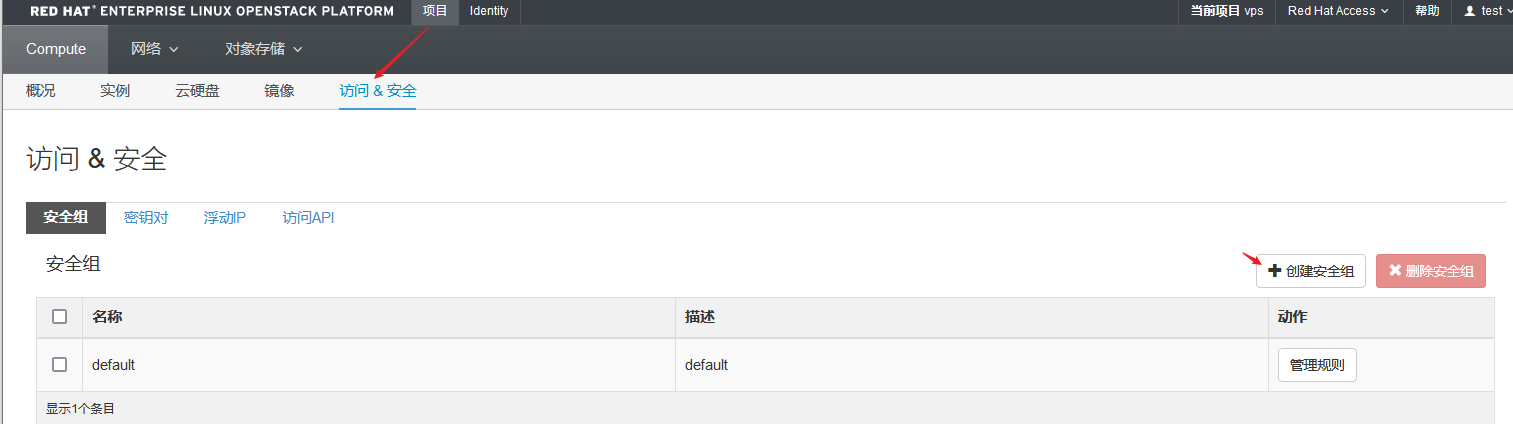 RED HAT® ENTERPRISE LINUX OPENSTACK PLATFORM 项目 Identity 当前项目 vps Red Hat Access 帮助 test
Compute 网络 对象存储
概况 实例 云硬盘 镜像 访问 & 安全
访问 & 安全
安全组 密钥对 浮动IP 访问API
安全组 创建安全组 删除安全组
名称 描述 动作
default default 管理规则
显示1个条目